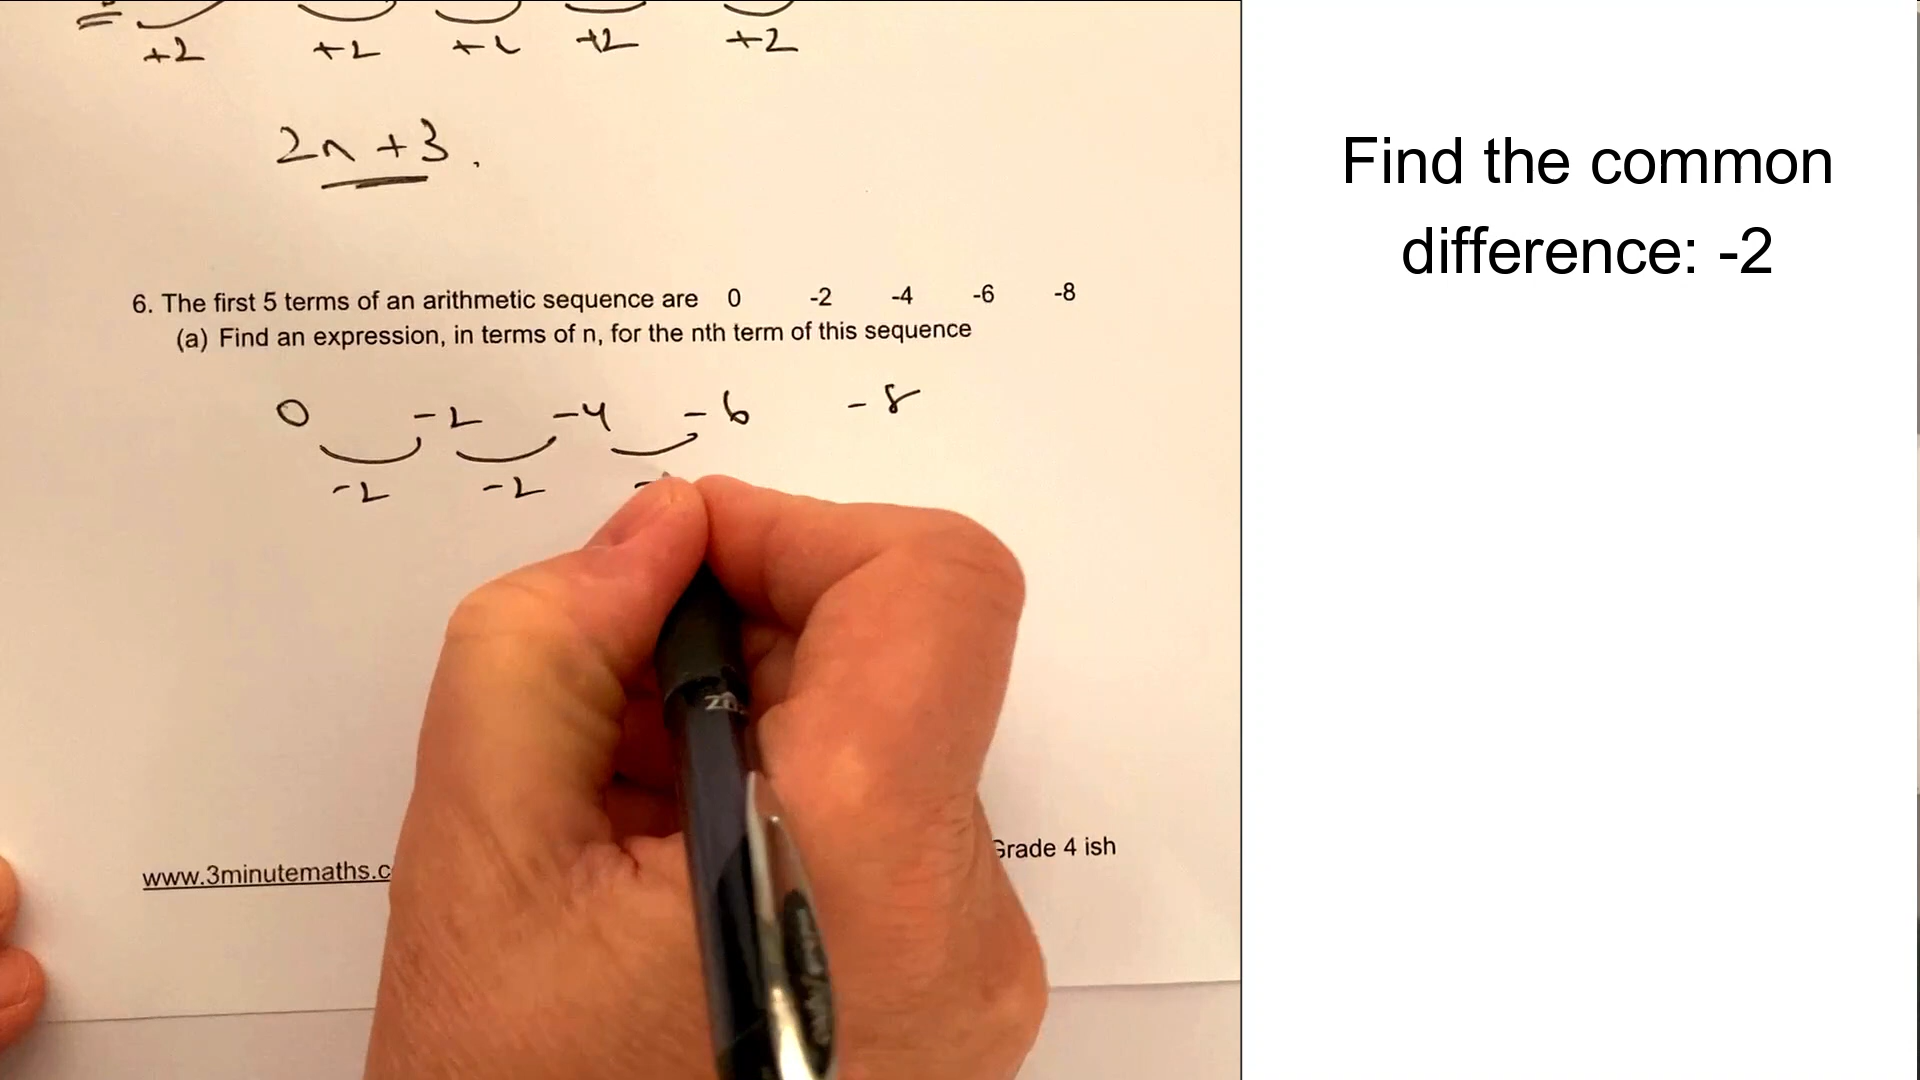 +2 +2 +2 +2 +2
2n + 3.
6. The first 5 terms of an arithmetic sequence are 0 -2 -4 -6 -8
(a) Find an expression, in terms of n, for the nth term of this sequence
0 -2 -4 -6 -8
-2 -2 -
www.3minutemaths.c
Grade 4 ish
Find the common
difference: -2